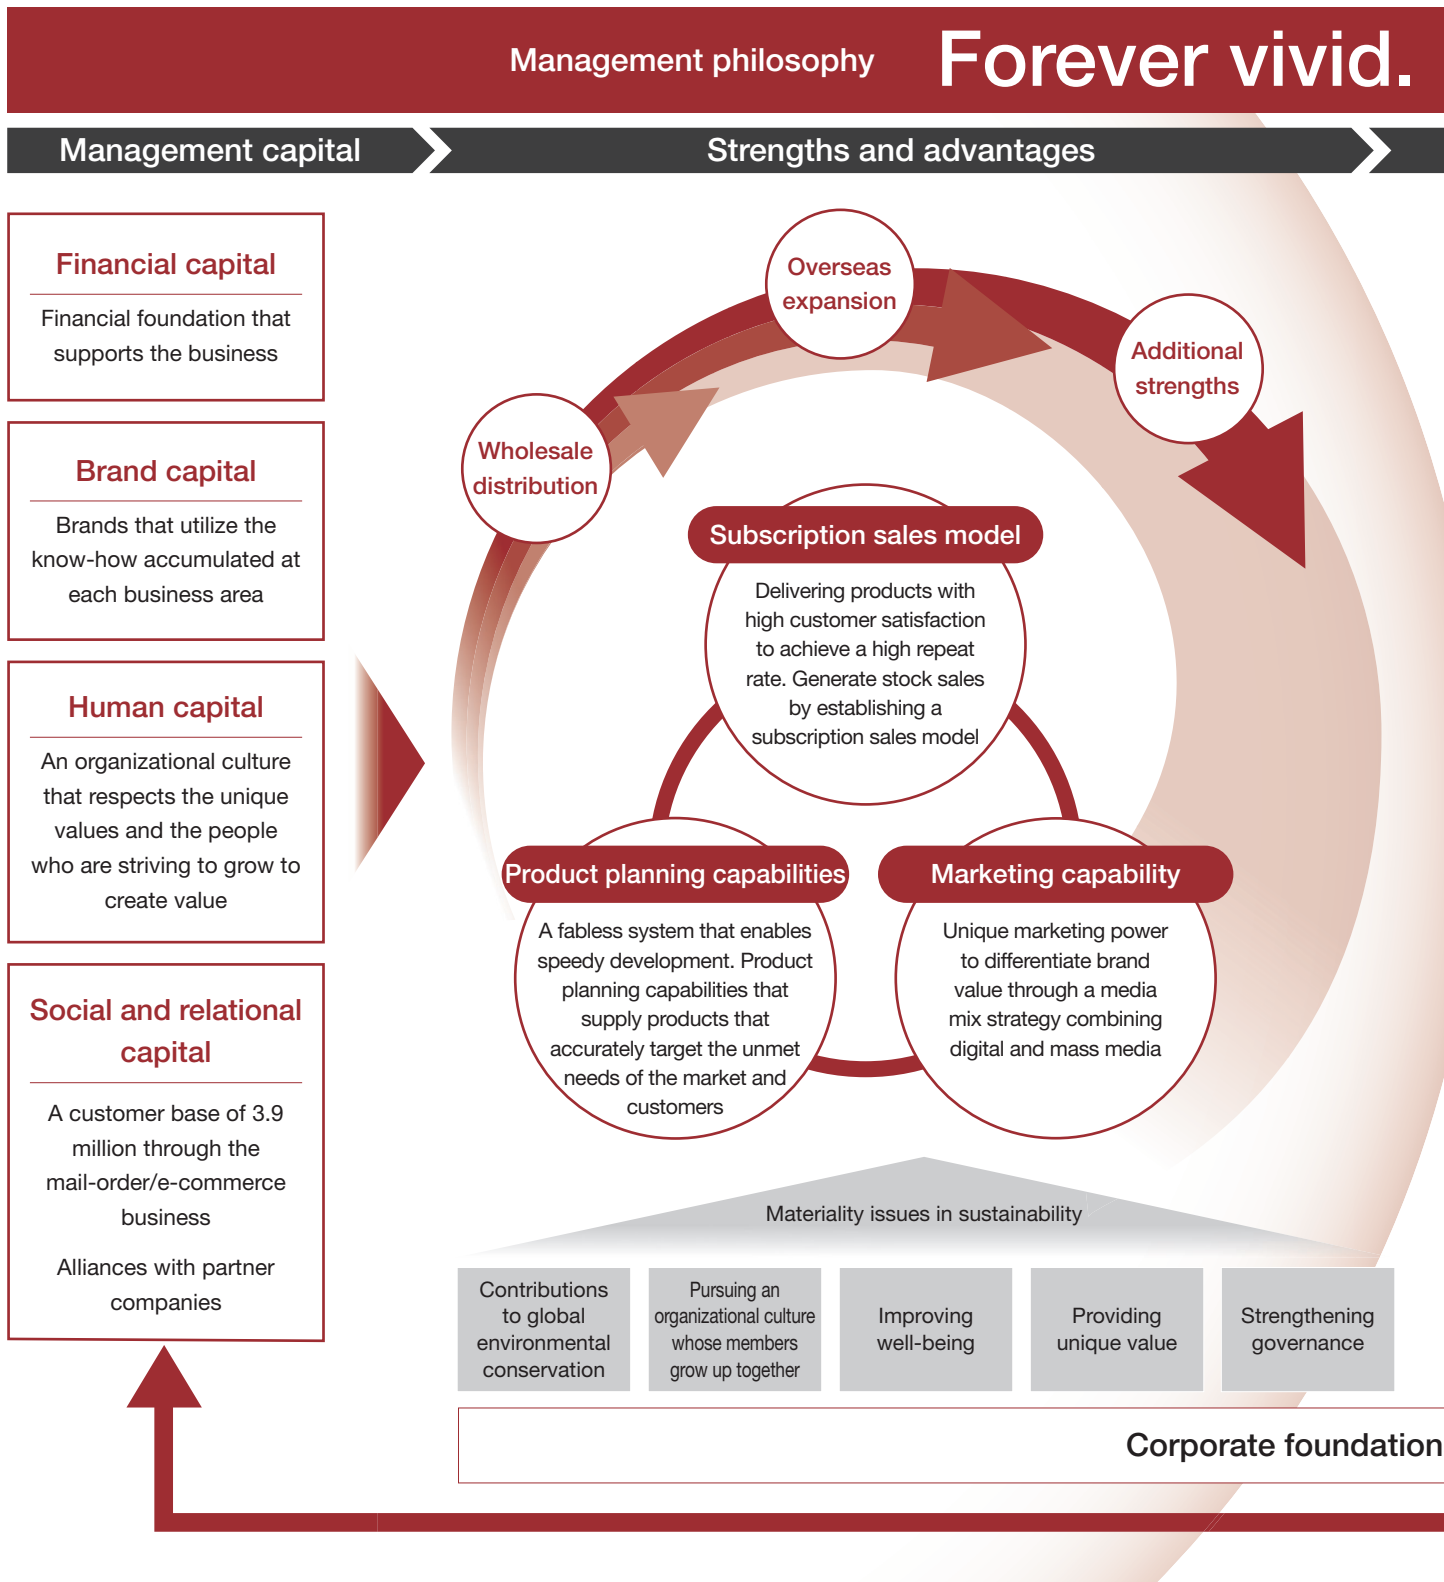 Management philosophy
Forever vivid.
Management capital
Strengths and advantages
Financial capital
Financial foundation that
supports the business
Brand capital
Brands that utilize the
know-how accumulated at
each business area
Human capital
An organizational culture
that respects the unique
values and the people
who are striving to grow to
create value
Social and relational
capital
A customer base of 3.9
million through the
mail-order/e-commerce
business
Alliances with partner
companies
Wholesale
distribution
Overseas
expansion
Additional
strengths
Subscription sales model
Delivering products with
high customer satisfaction
to achieve a high repeat
rate. Generate stock sales
by establishing a
subscription sales model
Product planning capabilities
A fabless system that enables
speedy development. Product
planning capabilities that
supply products that
accurately target the unmet
needs of the market and
customers
Marketing capability
Unique marketing power
to differentiate brand
value through a media
mix strategy combining
digital and mass media
Materiality issues in sustainability
Contributions
to global
environmental
conservation
Pursuing an
organizational culture
whose members
grow up together
Improving
well-being
Providing
unique value
Strengthening
governance
Corporate foundation